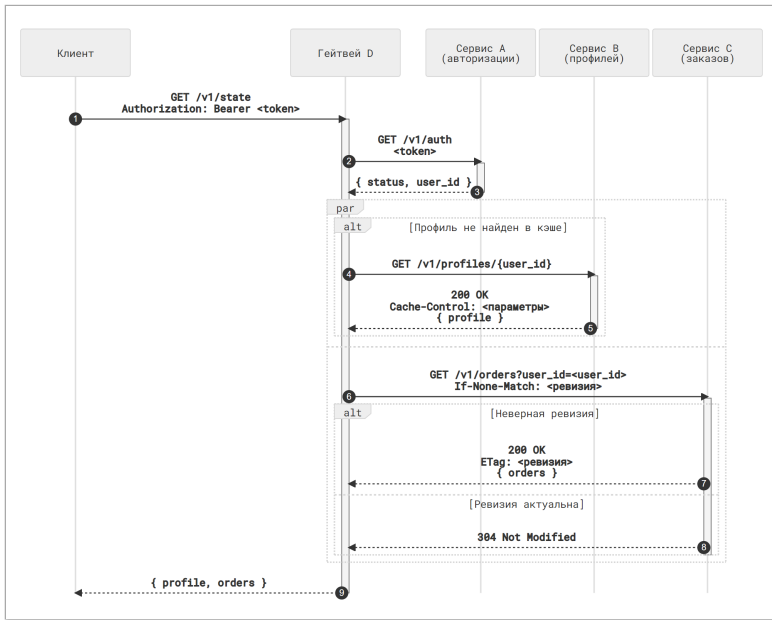 Клиент
Гейтвей D
Сервис A
(авторизации)
Сервис B
(профилей)
Сервис C
(заказов)
GET /v1/state
Authorization: Bearer <token>
1
GET /v1/auth
<token>
2
{ status, user_id }
3
par
alt
[Профиль не найден в кэше]
GET /v1/profiles/{user_id}
4
200 OK
Cache-Control: <параметры>
{ profile }
5
GET /v1/orders?user_id=<user_id>
If-None-Match: <ревизия>
6
alt
[Неверная ревизия]
200 OK
ETag: <ревизия>
{ orders }
7
[Ревизия актуальна]
304 Not Modified
8
{ profile, orders }
9